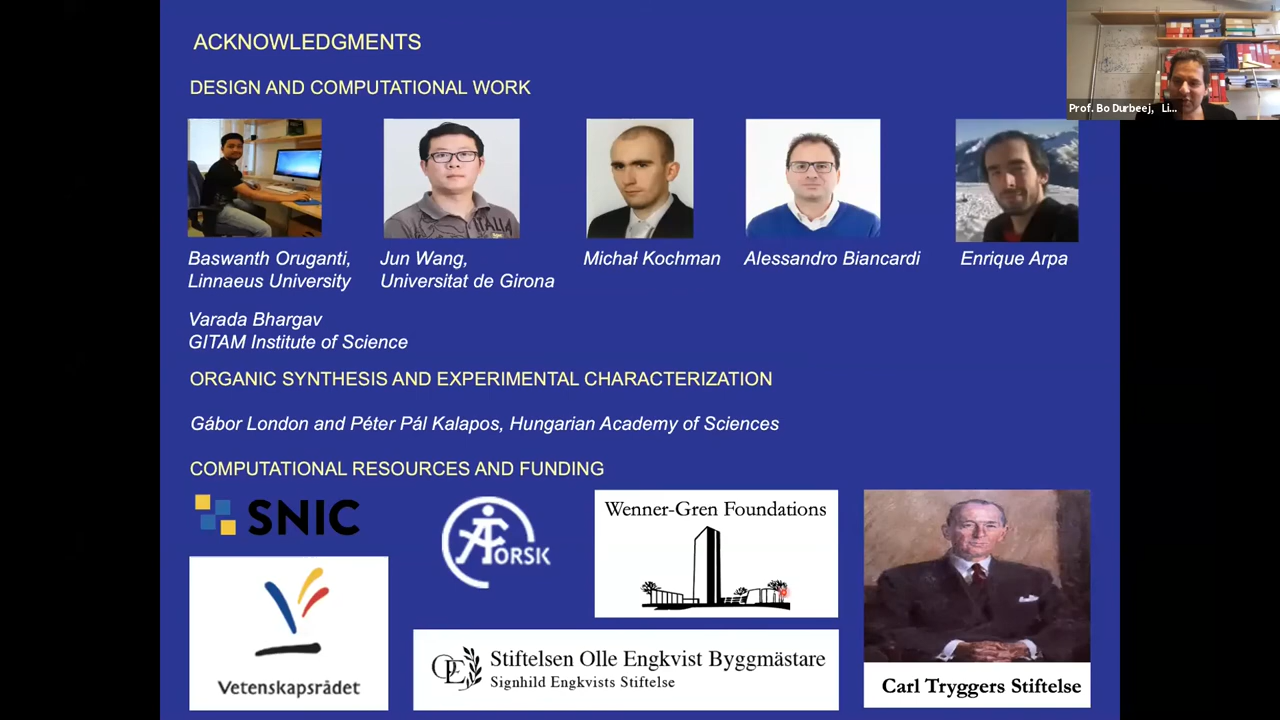 ACKNOWLEDGMENTS
Prof. Bo Durbeej, Li...
DESIGN AND COMPUTATIONAL WORK
ITALIA
Baswanth Oruganti,
Linnaeus University
Jun Wang,
Universitat de Girona
Michał Kochman
Alessandro Biancardi
Enrique Arpa
Varada Bhargav
GITAM Institute of Science
ORGANIC SYNTHESIS AND EXPERIMENTAL CHARACTERIZATION
Gábor London and Péter Pál Kalapos, Hungarian Academy of Sciences
COMPUTATIONAL RESOURCES AND FUNDING
SNIC
ÅFORSK
Wenner-Gren Foundations
Vetenskapsrådet
OE
Stiftelsen Olle Engkvist Byggmästare
Signhild Engkvists Stiftelse
Carl Tryggers Stiftelse